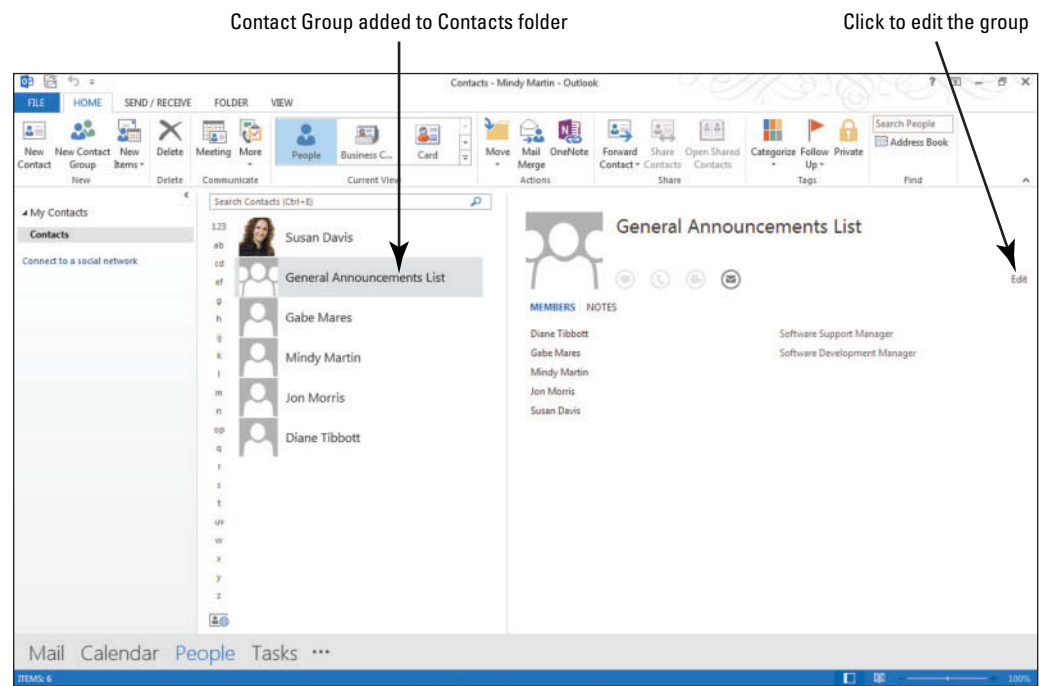 Contact Group added to Contacts folder
Click to edit the group
Contacts - Mindy Martin - Outlook
FILE HOME SEND / RECEIVE FOLDER VIEW
New Contact
New Contact Group
New Items
Delete
Meeting
More
People
Business C...
Card
Move
Mail Merge
OneNote
Forward Contact
Share Contacts
Open Shared Contacts
Categorize
Follow Up
Private
Search People
Address Book
New
Delete
Communicate
Current View
Actions
Share
Tags
Find
My Contacts
Contacts
Connect to a social network
Search Contacts (Ctrl+E)
123
ab
cd
ef
g
h
ij
k
l
m
n
op
q
r
s
t
uv
w
x
y
z
Susan Davis
General Announcements List
Gabe Mares
Mindy Martin
Jon Morris
Diane Tibbott
General Announcements List
Edit
MEMBERS NOTES
Diane Tibbott Software Support Manager
Gabe Mares Software Development Manager
Mindy Martin
Jon Morris
Susan Davis
Mail Calendar People Tasks •••
ITEMS: 6
100%